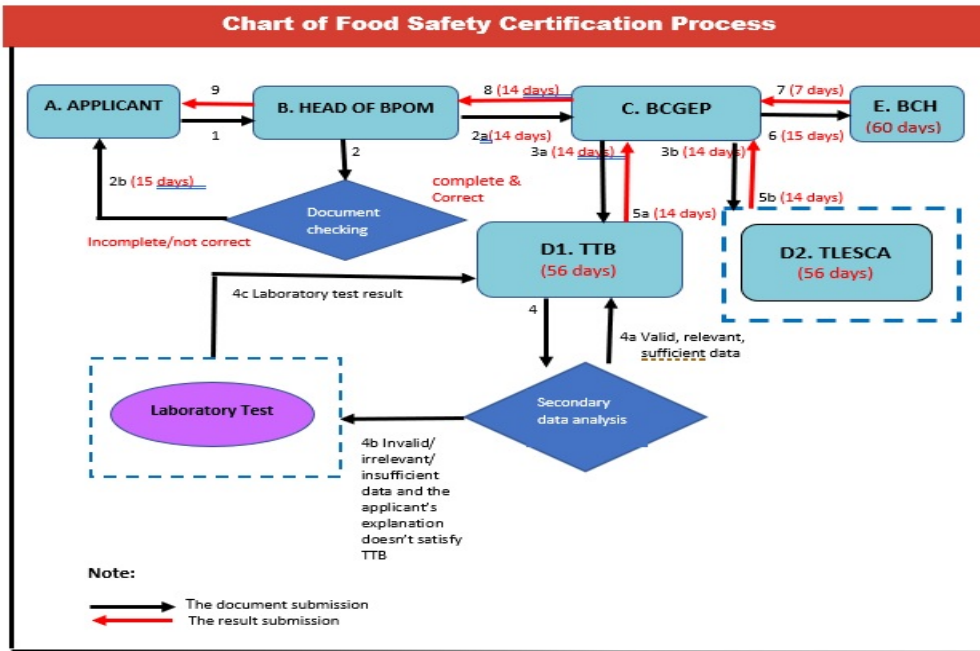 Chart of Food Safety Certification Process
A. APPLICANT
9
1
B. HEAD OF BPOM
8 (14 days)
2a(14 days)
C. BCGEP
7 (7 days)
6 (15 days)
E. BCH
(60 days)
2
3a (14 days)
3b (14 days)
2b (15 days)
Document
checking
complete &
Correct
Incomplete/not correct
5a (14 days)
5b (14 days)
D1. TTB
(56 days)
D2. TLESCA
(56 days)
4c Laboratory test result
4
4a Valid, relevant,
sufficient data
Laboratory Test
Secondary
data analysis
4b Invalid/
irrelevant/
insufficient
data and the
applicant's
explanation
doesn't satisfy
TTB
Note:
The document submission
The result submission